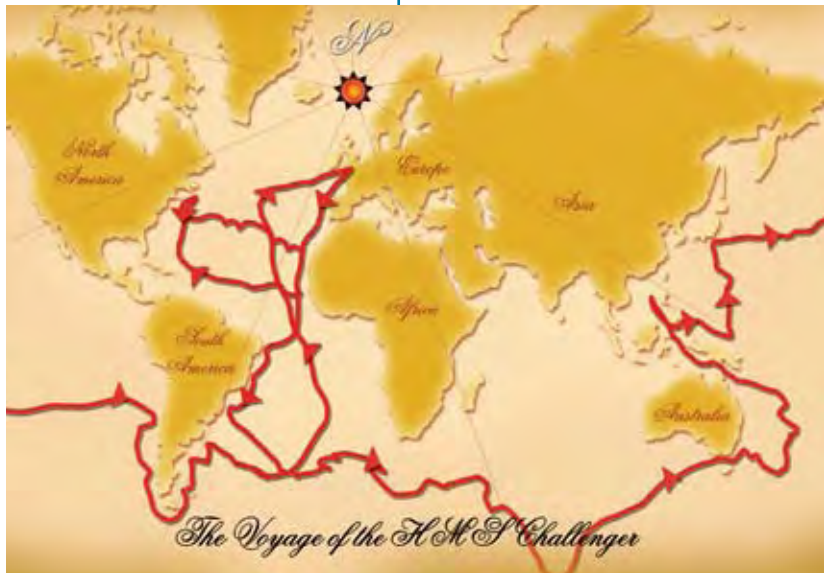 N
North
America
Europe
Asia
Africa
South
America
Australia
The Voyage of the HMS Challenger